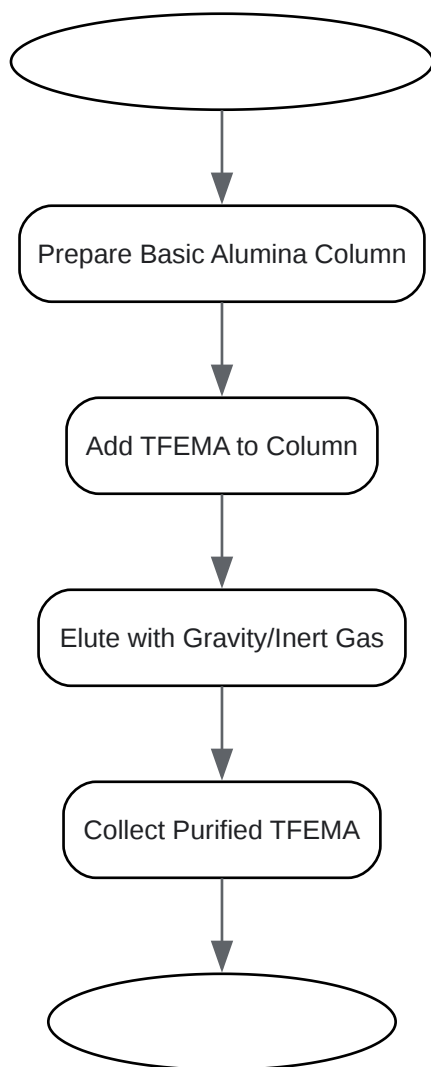 Prepare Basic Alumina Column
Add TFEMA to Column
Elute with Gravity/Inert Gas
Collect Purified TFEMA